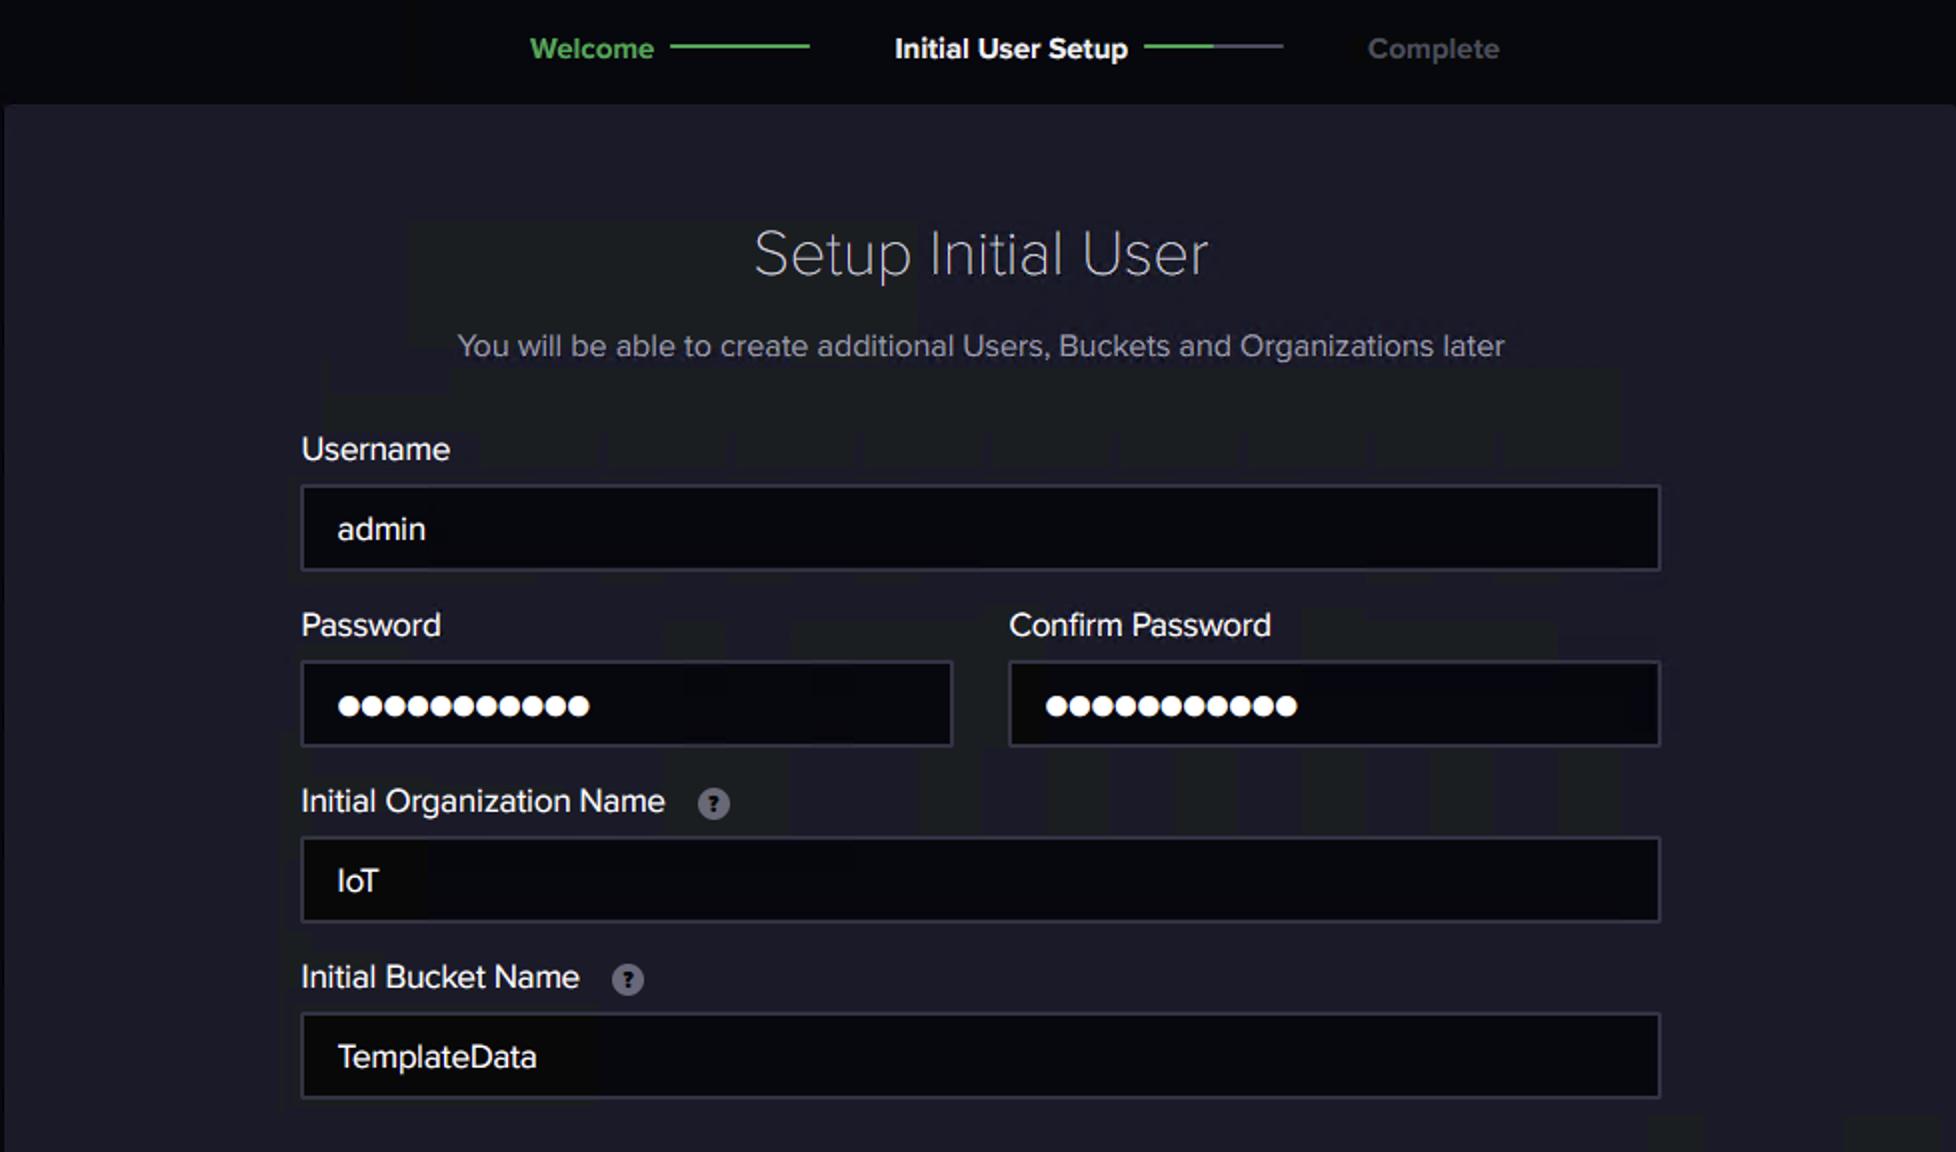 Welcome Initial User Setup Complete
Setup Initial User
You will be able to create additional Users, Buckets and Organizations later
Username
admin
Password Confirm Password
●●●●●●●●●●● ●●●●●●●●●●●
Initial Organization Name ?
IoT
Initial Bucket Name ?
TemplateData